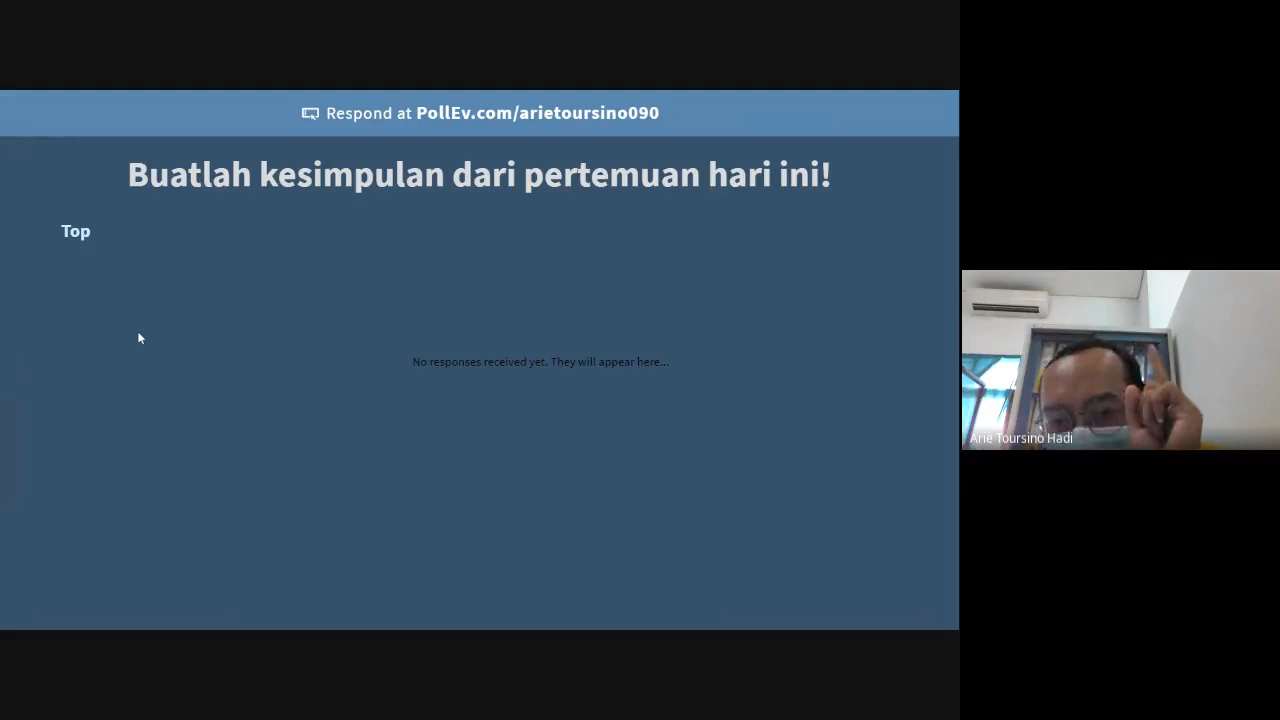 Respond at PollEv.com/arietoursino090
Buatlah kesimpulan dari pertemuan hari ini!
Top
No responses received yet. They will appear here...
Arie Toursino Hadi